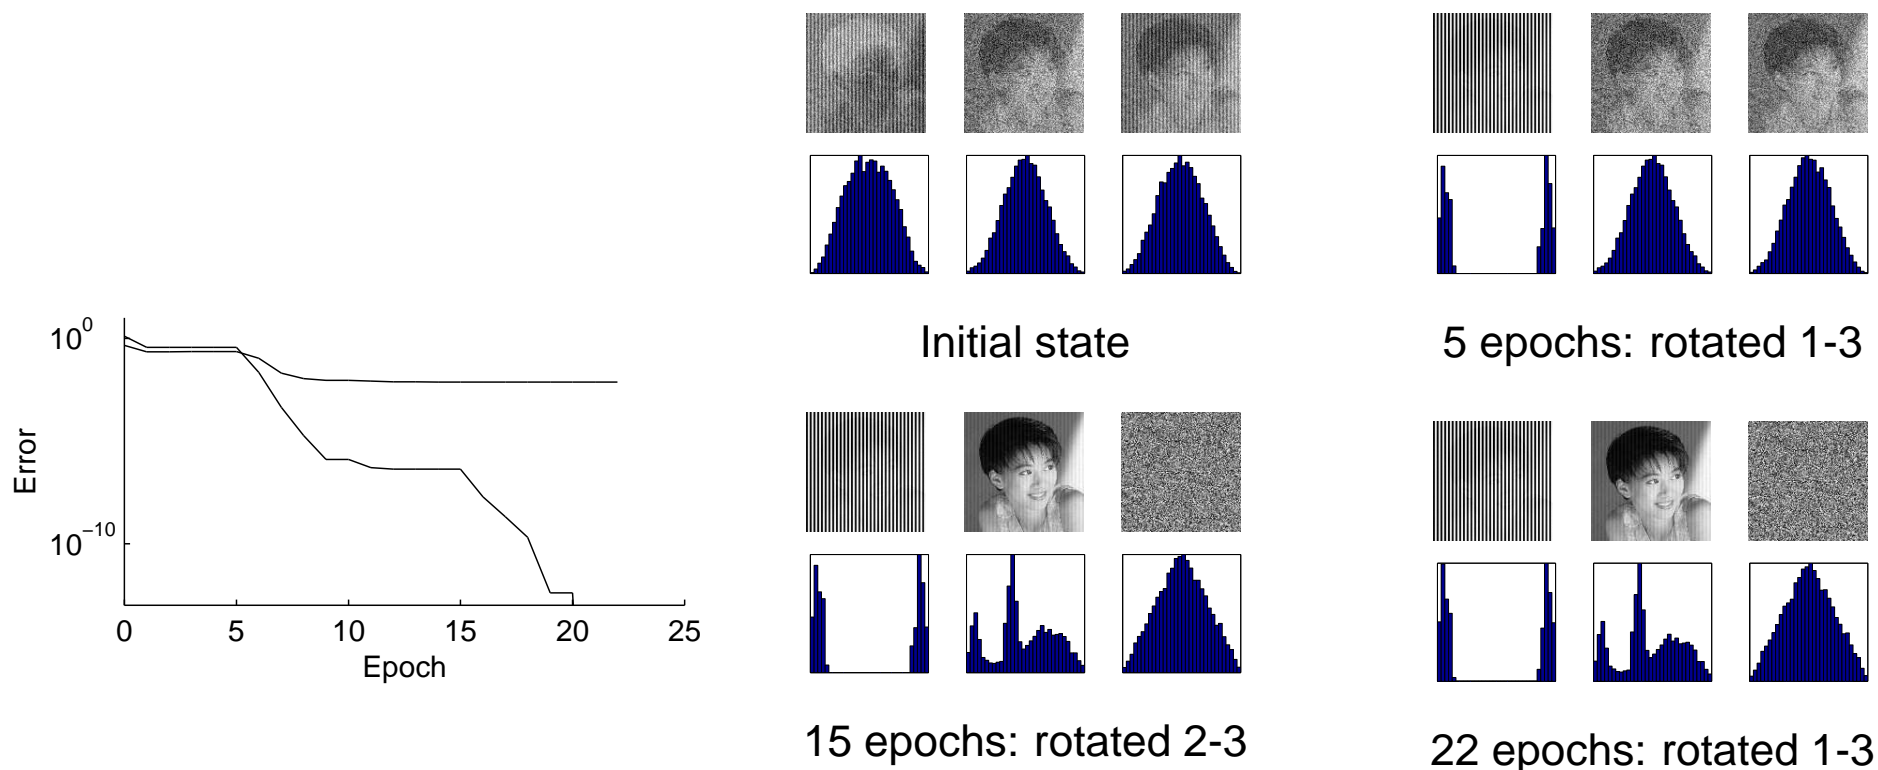 10^0
10^−10
Error
0 5 10 15 20 25
Epoch
Initial state
5 epochs: rotated 1-3
15 epochs: rotated 2-3
22 epochs: rotated 1-3